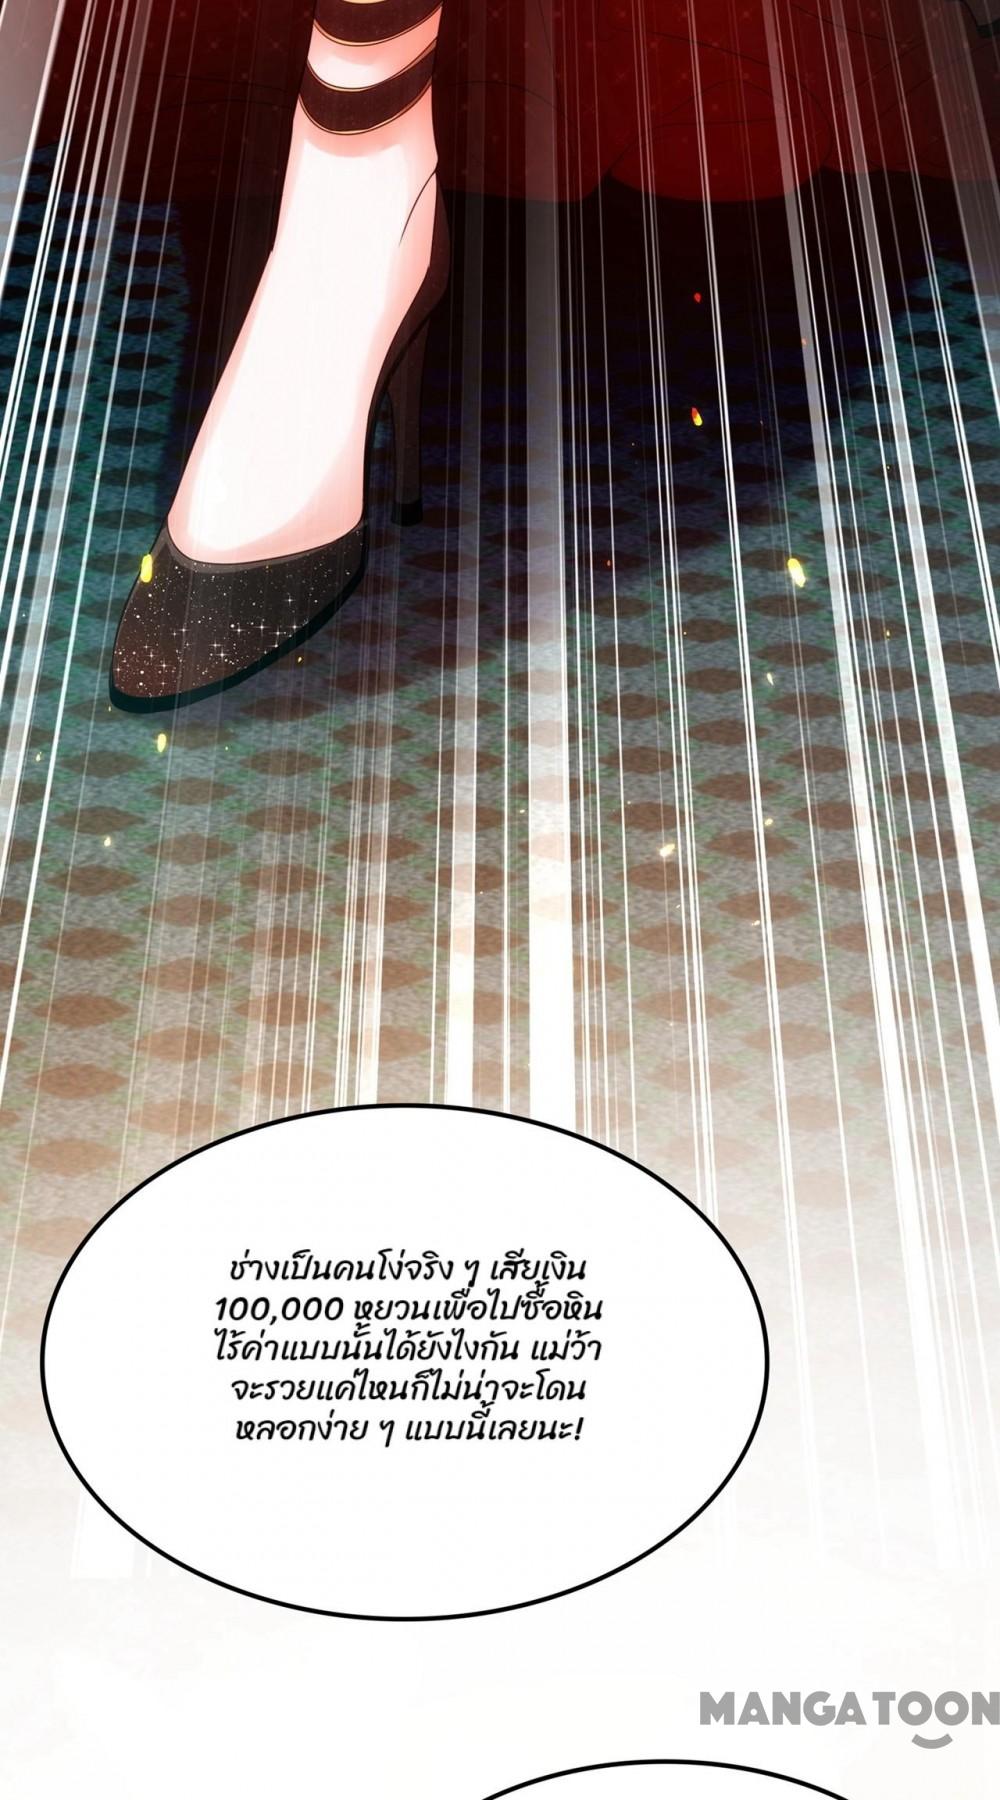 ช่างเป็นคนโง่จริง ๆ เสียเงิน
100,000 หยวนเพื่อไปซื้อหิน
ไร้ค่าแบบนั้นได้ยังไงกัน แม่ว้า
จะรวยแค่ไหนก็ไม่น่าจะโดน
หลอกง่าย ๆ แบบนี้เลยนะ!
MANGATOON